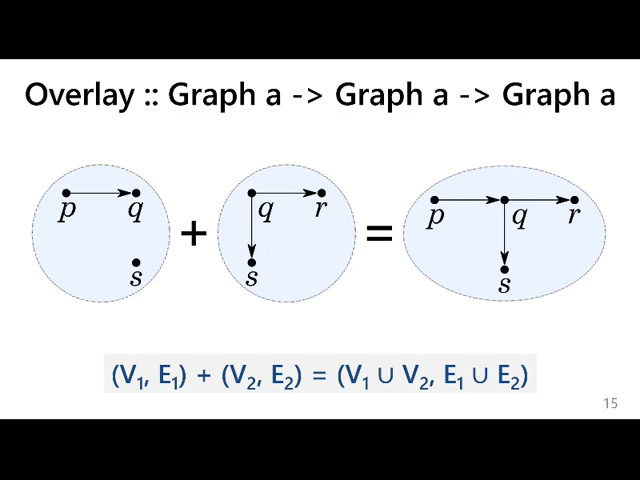 Overlay :: Graph a -> Graph a -> Graph a
p q s + q r s = p q r s
(V₁, E₁) + (V₂, E₂) = (V₁ ∪ V₂, E₁ ∪ E₂)
15